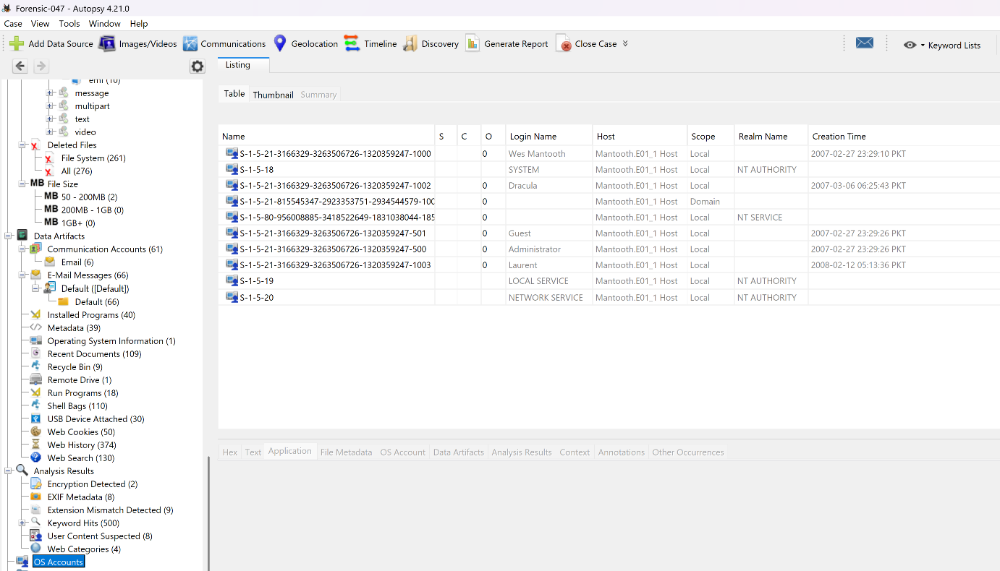 Forensic-047 - Autopsy 4.21.0
Case View Tools Window Help
Add Data Source Images/Videos Communications Geolocation Timeline Discovery Generate Report Close Case Keyword Lists
Listing
Table Thumbnail Summary
eml (10)
message
multipart
text
video
Deleted Files
File System (261)
All (276)
MB File Size
MB 50 - 200MB (2)
MB 200MB - 1GB (0)
MB 1GB+ (0)
Data Artifacts
Communication Accounts (61)
Email (6)
E-Mail Messages (66)
Default ([Default])
Default (66)
Installed Programs (40)
Metadata (39)
Operating System Information (1)
Recent Documents (109)
Recycle Bin (9)
Remote Drive (1)
Run Programs (18)
Shell Bags (110)
USB Device Attached (30)
Web Cookies (50)
Web History (374)
Web Search (130)
Analysis Results
Encryption Detected (2)
EXIF Metadata (8)
Extension Mismatch Detected (9)
Keyword Hits (500)
User Content Suspected (8)
Web Categories (4)
OS Accounts
Name S C O Login Name Host Scope Realm Name Creation Time
S-1-5-21-3166329-3263506726-1320359247-1000 0 Wes Mantooth Mantooth.E01_1 Host Local 2007-02-27 23:29:10 PKT
S-1-5-18 SYSTEM Mantooth.E01_1 Host Local NT AUTHORITY
S-1-5-21-3166329-3263506726-1320359247-1002 0 Dracula Mantooth.E01_1 Host Local 2007-03-06 06:25:43 PKT
S-1-5-21-815545347-2923353751-2934544579-100 0 Mantooth.E01_1 Host Domain
S-1-5-80-956008885-3418522649-1831038044-185 0 Mantooth.E01_1 Host Local NT SERVICE
S-1-5-21-3166329-3263506726-1320359247-501 0 Guest Mantooth.E01_1 Host Local 2007-02-27 23:29:26 PKT
S-1-5-21-3166329-3263506726-1320359247-500 0 Administrator Mantooth.E01_1 Host Local 2007-02-27 23:29:26 PKT
S-1-5-21-3166329-3263506726-1320359247-1003 0 Laurent Mantooth.E01_1 Host Local 2008-02-12 05:13:36 PKT
S-1-5-19 LOCAL SERVICE Mantooth.E01_1 Host Local NT AUTHORITY
S-1-5-20 NETWORK SERVICE Mantooth.E01_1 Host Local NT AUTHORITY
Hex Text Application File Metadata OS Account Data Artifacts Analysis Results Context Annotations Other Occurrences